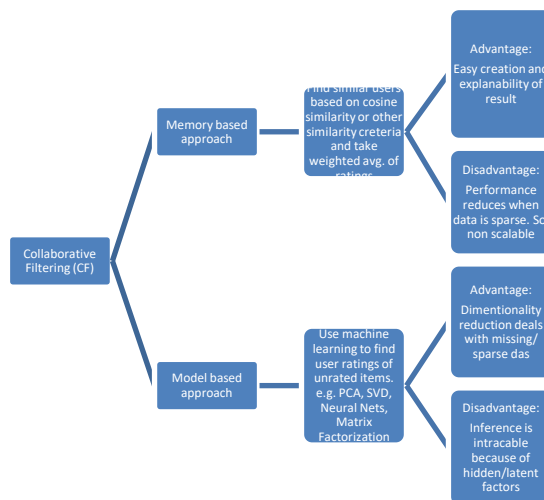 Collaborative
Filtering (CF)
Memory based
approach
Find similar users
based on cosine
similarity or other
similarity creteria
and take
weighted avg. of
ratings
Advantage:
Easy creation and
explanability of
result
Disadvantage:
Performance
reduces when
data is sparse. So
non scalable
Model based
approach
Use machine
learning to find
user ratings of
unrated items.
e.g. PCA, SVD,
Neural Nets,
Matrix
Factorization
Advantage:
Dimentionality
reduction deals
with missing/
sparse das
Disadvantage:
Inference is
intracable because
of hidden/latent
factors